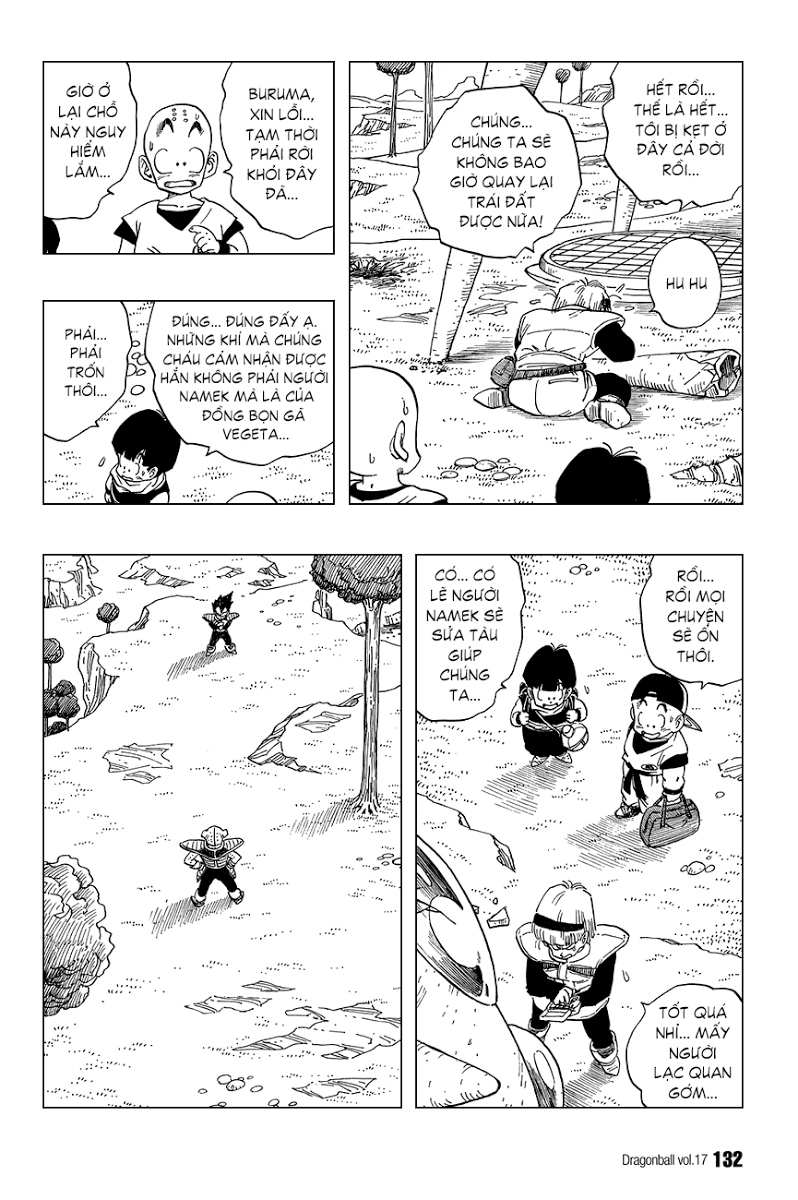 HẾT RỒI...
THẾ LÀ HẾT...
TÔI BỊ KẸT Ở
ĐÂY CẢ ĐỜI
RỒI...
CHÚNG...
CHÚNG TA SẼ
KHÔNG BAO
GIỜ QUAY LẠI
TRÁI ĐẤT
ĐƯỢC NỮA!
HU HU
BURUMA,
XIN LỖI...
TẠM THỜI
PHẢI RỜI
KHỎI ĐÂY
ĐÃ...
GIỜ Ở
LẠI CHỖ
NÀY NGUY
HIỂM
LẮM...
ĐÚNG... ĐÚNG ĐẤY Ạ.
NHỮNG KHÍ MÀ CHÚNG
CHÁU CẢM NHẬN ĐƯỢC
HẲN KHÔNG PHẢI NGƯỜI
NAMEK MÀ LÀ CỦA
ĐỒNG BỌN GÃ
VEGETA...
PHẢI...
PHẢI
TRỐN
THÔI...
RỒI...
RỒI MỌI
CHUYỆN
SẼ ỔN
THÔI.
CÓ... CÓ
LẼ NGƯỜI
NAMEK SẼ
SỬA TÀU
GIÚP
CHÚNG
TA...
TỐT QUÁ
NHỈ... MẤY
NGƯỜI
LẠC QUAN
GỚM...
Dragonball vol.17 132